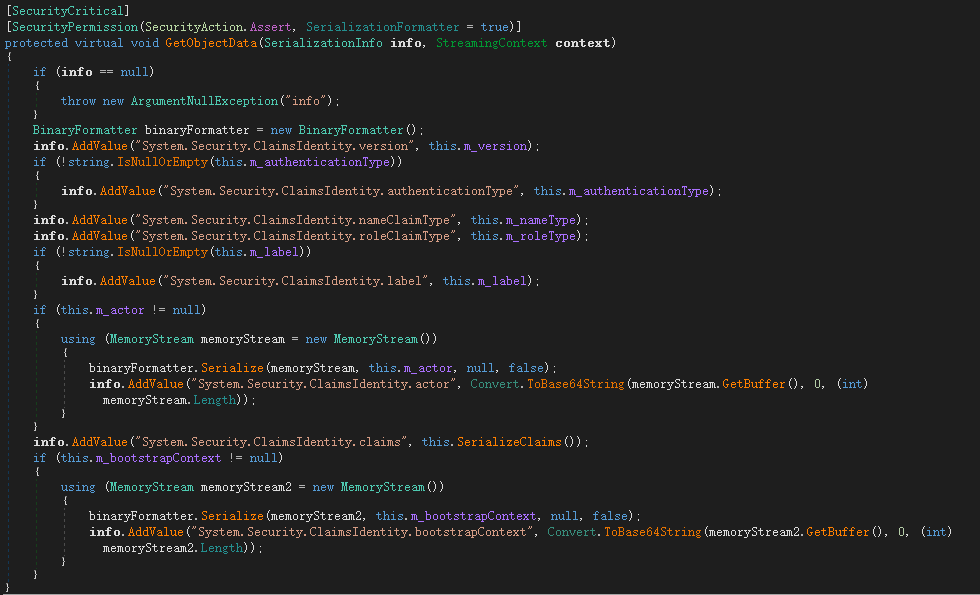 [SecurityCritical]
[SecurityPermission(SecurityAction.Assert, SerializationFormatter = true)]
protected virtual void GetObjectData(SerializationInfo info, StreamingContext context)
{
if (info == null)
{
throw new ArgumentNullException("info");
}
BinaryFormatter binaryFormatter = new BinaryFormatter();
info.AddValue("System.Security.ClaimsIdentity.version", this.m_version);
if (!string.IsNullOrEmpty(this.m_authenticationType))
{
info.AddValue("System.Security.ClaimsIdentity.authenticationType", this.m_authenticationType);
}
info.AddValue("System.Security.ClaimsIdentity.nameClaimType", this.m_nameType);
info.AddValue("System.Security.ClaimsIdentity.roleClaimType", this.m_roleType);
if (!string.IsNullOrEmpty(this.m_label))
{
info.AddValue("System.Security.ClaimsIdentity.label", this.m_label);
}
if (this.m_actor != null)
{
using (MemoryStream memoryStream = new MemoryStream())
{
binaryFormatter.Serialize(memoryStream, this.m_actor, null, false);
info.AddValue("System.Security.ClaimsIdentity.actor", Convert.ToBase64String(memoryStream.GetBuffer(), 0, (int)
memoryStream.Length));
}
}
info.AddValue("System.Security.ClaimsIdentity.claims", this.SerializeClaims());
if (this.m_bootstrapContext != null)
{
using (MemoryStream memoryStream2 = new MemoryStream())
{
binaryFormatter.Serialize(memoryStream2, this.m_bootstrapContext, null, false);
info.AddValue("System.Security.ClaimsIdentity.bootstrapContext", Convert.ToBase64String(memoryStream2.GetBuffer(), 0, (int)
memoryStream2.Length));
}
}
}